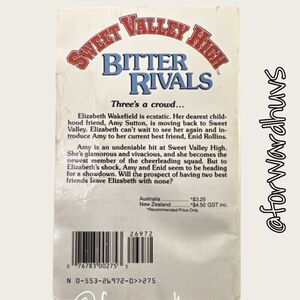 SWEET VALLEY HIGH™
BITTER RIVALS
Three's a crowd...
Elizabeth Wakefield is ecstatic. Her dearest child-
hood friend, Amy Sutton, is moving back to Sweet
Valley. Elizabeth can't wait to see her again and in-
troduce Amy to her current best friend, Enid Rollins.
Amy is an undeniable hit at Sweet Valley High.
She's glamorous and vivacious, and she becomes the
newest member of the cheerleading squad. But to
Elizabeth's shock, Amy and Enid seem to be heading
for a showdown. Will the prospect of having two best
friends leave Elizabeth with none?
Australia *$3.25
New Zealand *$4.50 GST inc.
*Recommended Price Only
26972
0 76783 00275 3
N 0-553-26972-0>>275
@forwardhuvs